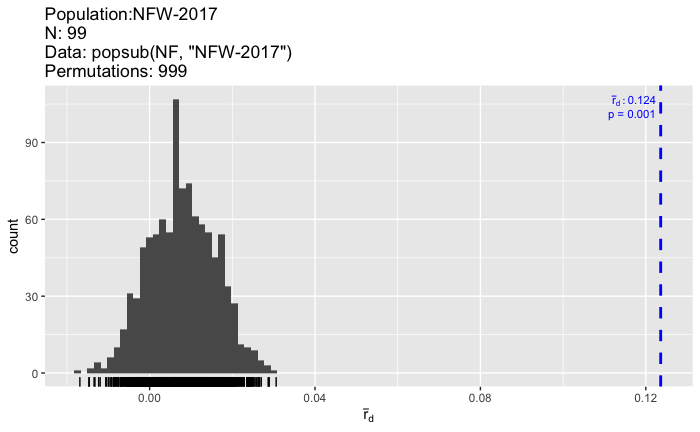 Population:NFW-2017
N: 99
Data: popsub(NF, "NFW-2017")
Permutations: 999
r̄d : 0.124
p = 0.001
90
60
30
0
count
0.00
0.04
0.08
0.12
r̄d